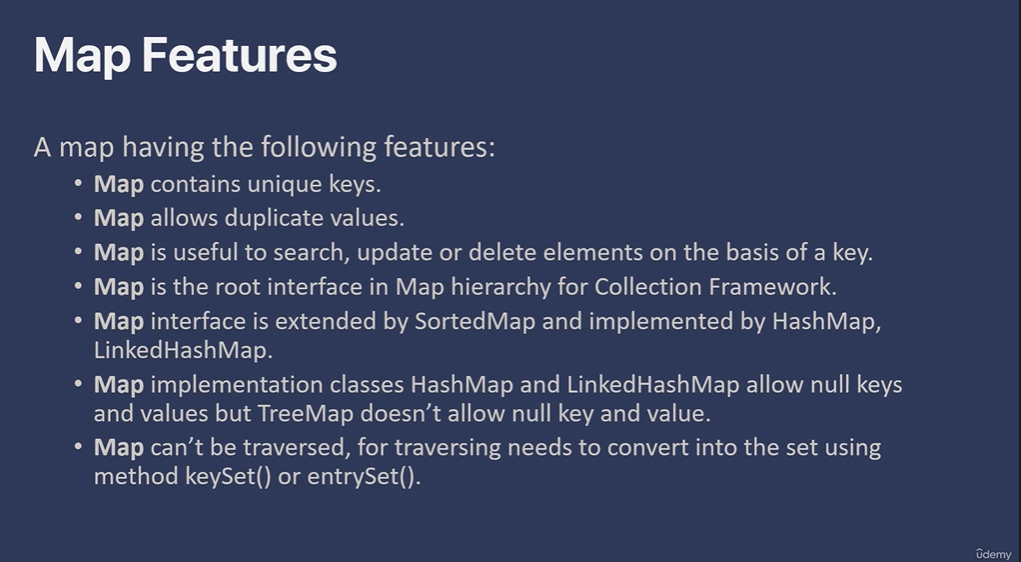 Map Features
A map having the following features:
• Map contains unique keys.
• Map allows duplicate values.
• Map is useful to search, update or delete elements on the basis of a key.
• Map is the root interface in Map hierarchy for Collection Framework.
• Map interface is extended by SortedMap and implemented by HashMap,
LinkedHashMap.
• Map implementation classes HashMap and LinkedHashMap allow null keys
and values but TreeMap doesn’t allow null key and value.
• Map can’t be traversed, for traversing needs to convert into the set using
method keySet() or entrySet().
ûdemy